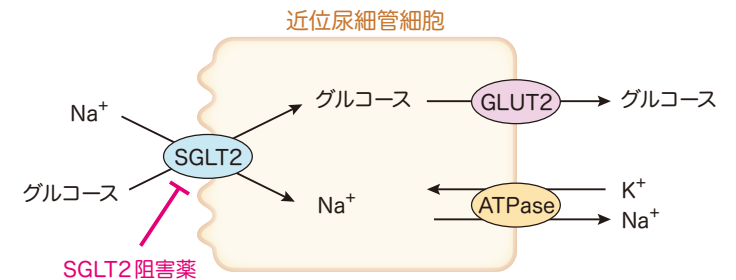 近位尿細管細胞
Na⁺
グルコース
SGLT2
SGLT2阻害薬
グルコース
Na⁺
GLUT2
グルコース
ATPase
K⁺
Na⁺